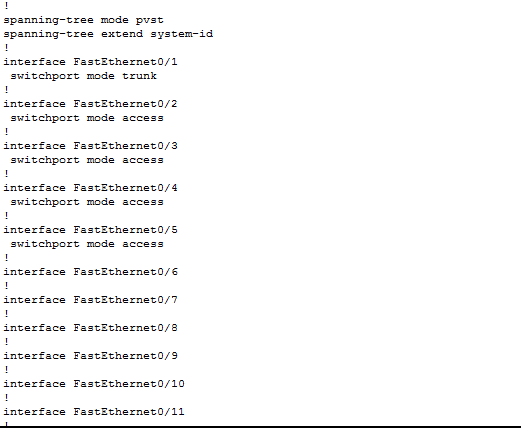 !
spanning-tree mode pvst
spanning-tree extend system-id
!
interface FastEthernet0/1
 switchport mode trunk
!
interface FastEthernet0/2
 switchport mode access
!
interface FastEthernet0/3
 switchport mode access
!
interface FastEthernet0/4
 switchport mode access
!
interface FastEthernet0/5
 switchport mode access
!
interface FastEthernet0/6
!
interface FastEthernet0/7
!
interface FastEthernet0/8
!
interface FastEthernet0/9
!
interface FastEthernet0/10
!
interface FastEthernet0/11
!